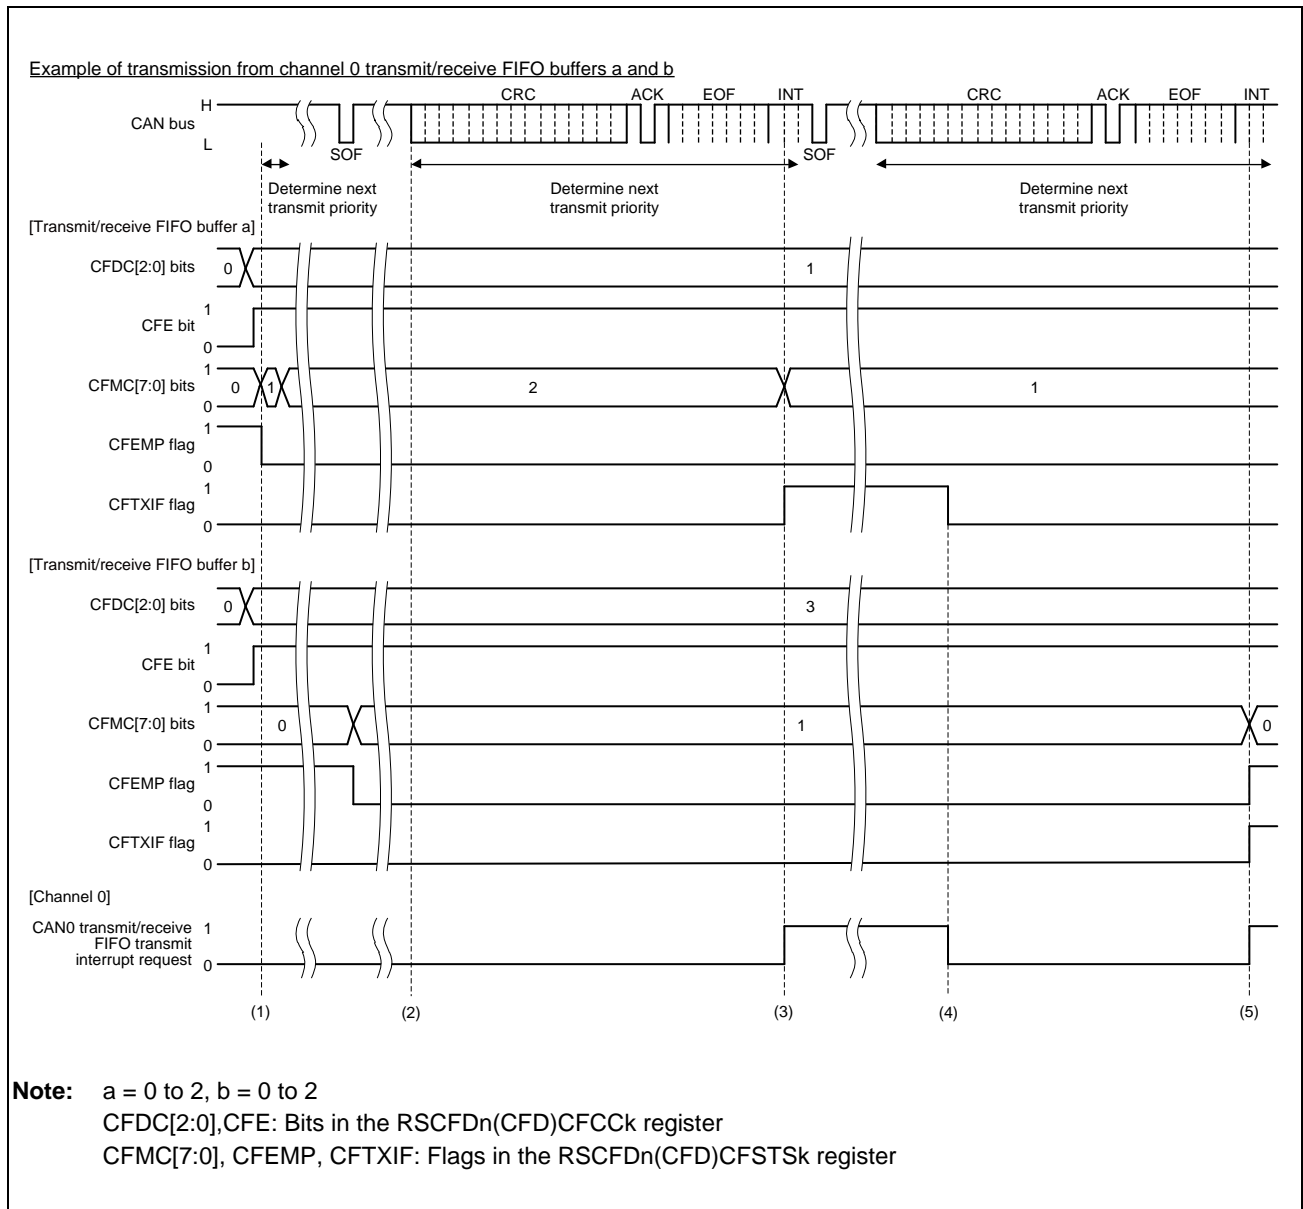 Example of transmission from channel 0 transmit/receive FIFO buffers a and b
CRC ACK EOF INT CRC ACK EOF INT
H
CAN bus
L
SOF SOF
Determine next Determine next Determine next
transmit priority transmit priority transmit priority
[Transmit/receive FIFO buffer a]
CFDC[2:0] bits 0 1
1
CFE bit
0
1
CFMC[7:0] bits 0 1 2 1
0
1
CFEMP flag
0
1
CFTXIF flag
0
[Transmit/receive FIFO buffer b]
CFDC[2:0] bits 0 3
1
CFE bit
0
1
CFMC[7:0] bits 0 1 0
0
1
CFEMP flag
0
1
CFTXIF flag
0
[Channel 0]
CAN0 transmit/receive 1
FIFO transmit
interrupt request 0
(1) (2) (3) (4) (5)
Note: a = 0 to 2, b = 0 to 2
CFDC[2:0],CFE: Bits in the RSCFDn(CFD)CFCCk register
CFMC[7:0], CFEMP, CFTXIF: Flags in the RSCFDn(CFD)CFSTSk register